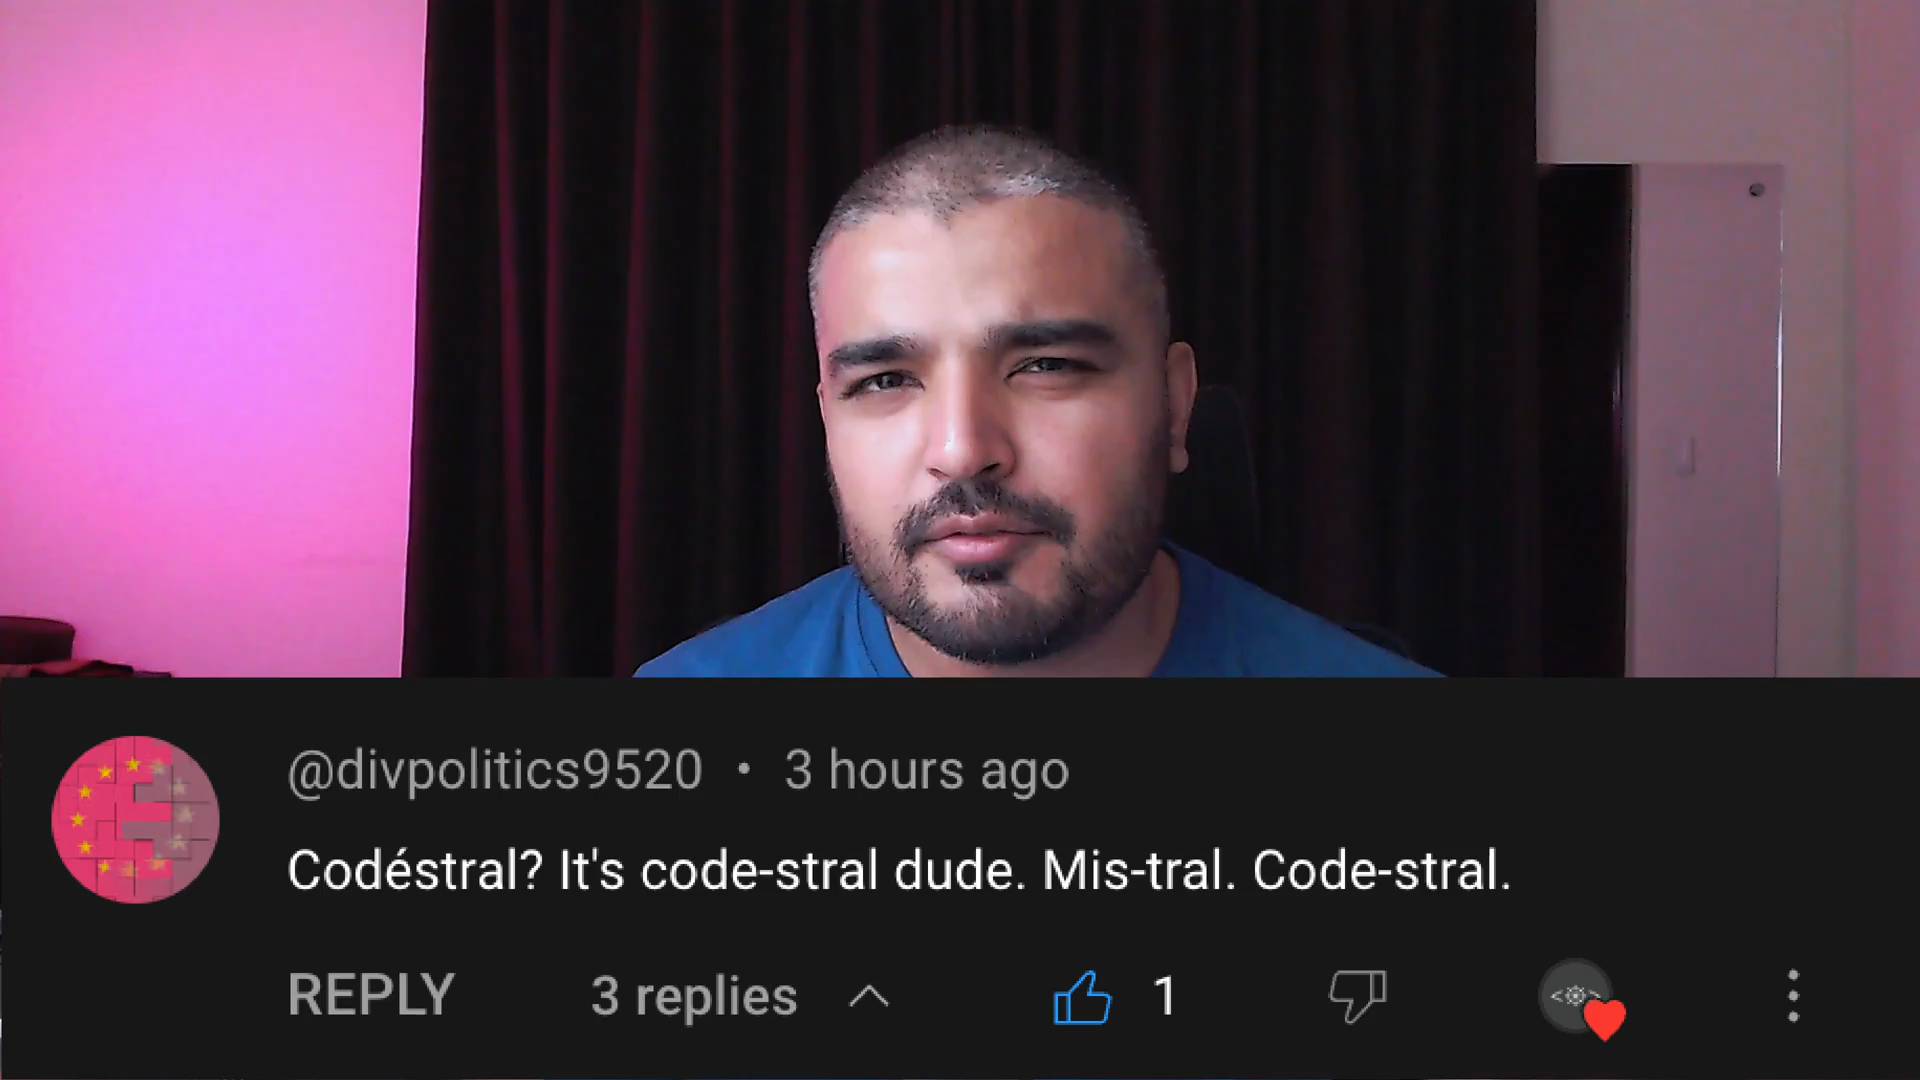 @divpolitics9520 • 3 hours ago
Codéstral? It's code-stral dude. Mis-tral. Code-stral.
REPLY 3 replies 1